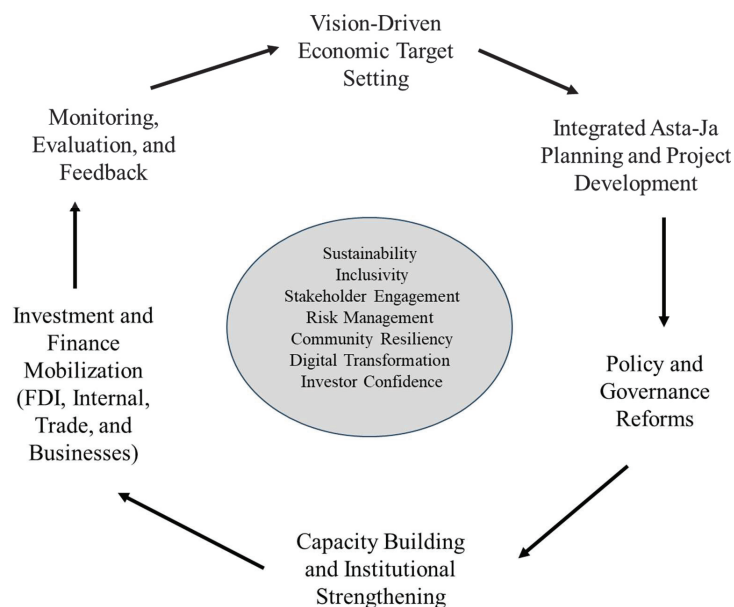 Vision-Driven
Economic Target
Setting
Integrated Asta-Ja
Planning and Project
Development
Policy and
Governance
Reforms
Capacity Building
and Institutional
Strengthening
Investment and
Finance
Mobilization
(FDI, Internal,
Trade, and
Businesses)
Monitoring,
Evaluation, and
Feedback
Sustainability
Inclusivity
Stakeholder Engagement
Risk Management
Community Resiliency
Digital Transformation
Investor Confidence